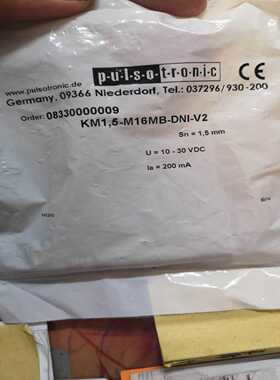 www.pulsotronic.de
pulsotronic
CE
Germany, 09366 Niederdorf, Tel.: 037296/930-200
Order: 08330000009
KM1,5-M16MB-DNI-V2
Sn = 1,5 mm
U = 10 - 30 VDC
Ia = 200 mA